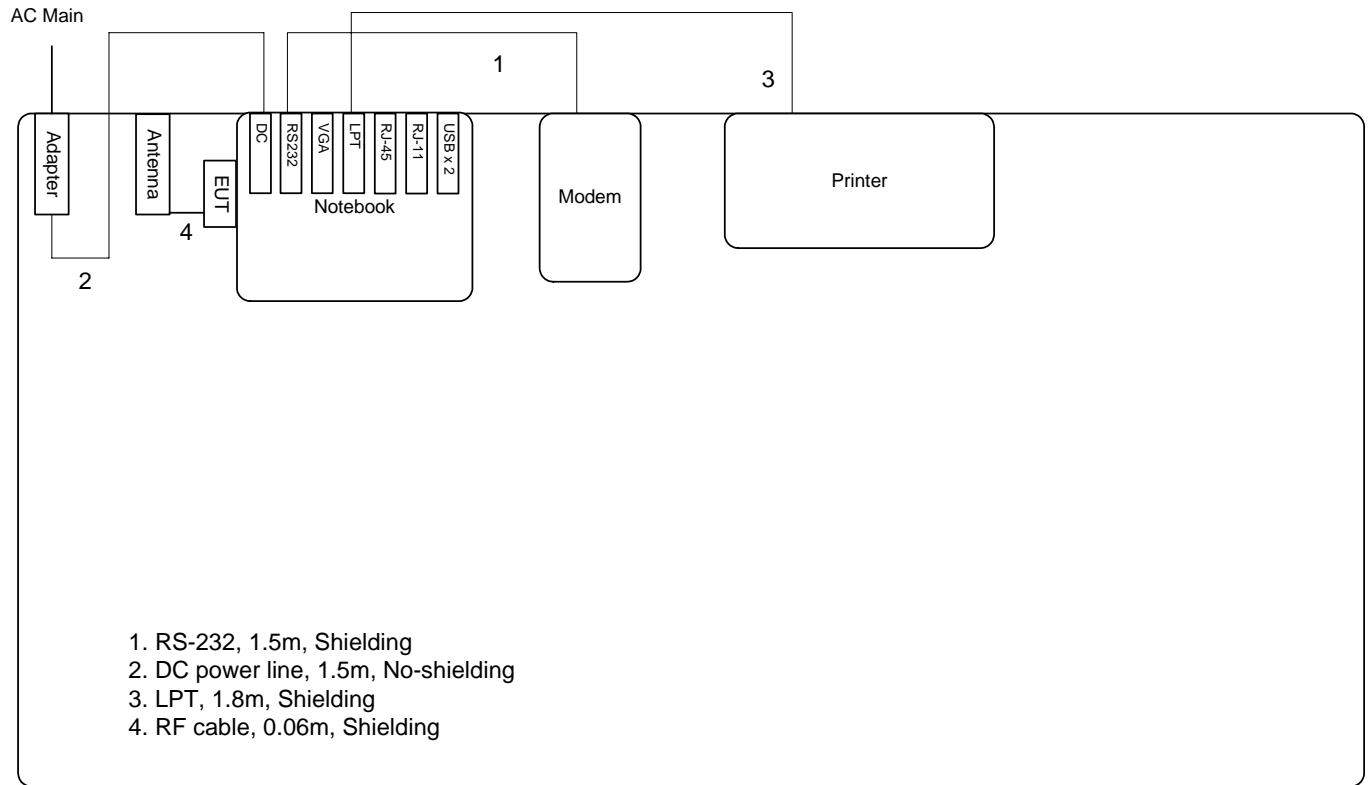 AC Main
1
3
Adapter
Antenna
EUT
DC
RS232
VGA
LPT
RJ-45
RJ-11
USB x 2
Notebook
Modem
Printer
4
2
1. RS-232, 1.5m, Shielding
2. DC power line, 1.5m, No-shielding
3. LPT, 1.8m, Shielding
4. RF cable, 0.06m, Shielding